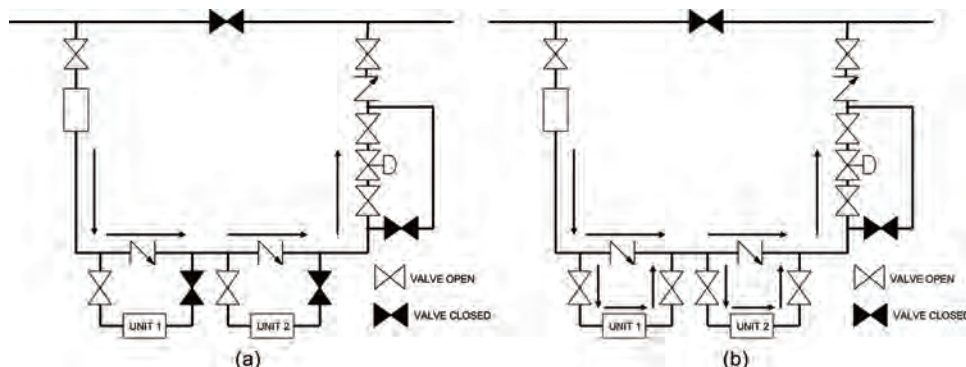 UNIT 1
UNIT 2
VALVE OPEN
VALVE CLOSED
(a)
UNIT 1
UNIT 2
VALVE OPEN
VALVE CLOSED
(b)